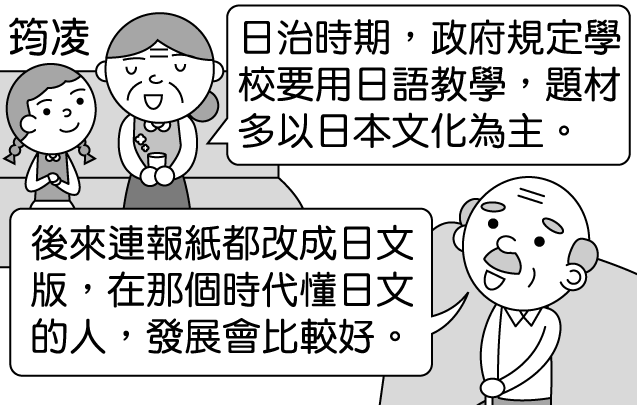 筠凌
日治時期，政府規定學
校要用日語教學，題材
多以日本文化為主。
後來連報紙都改成日文
版，在那個時代懂日文
的人，發展會比較好。